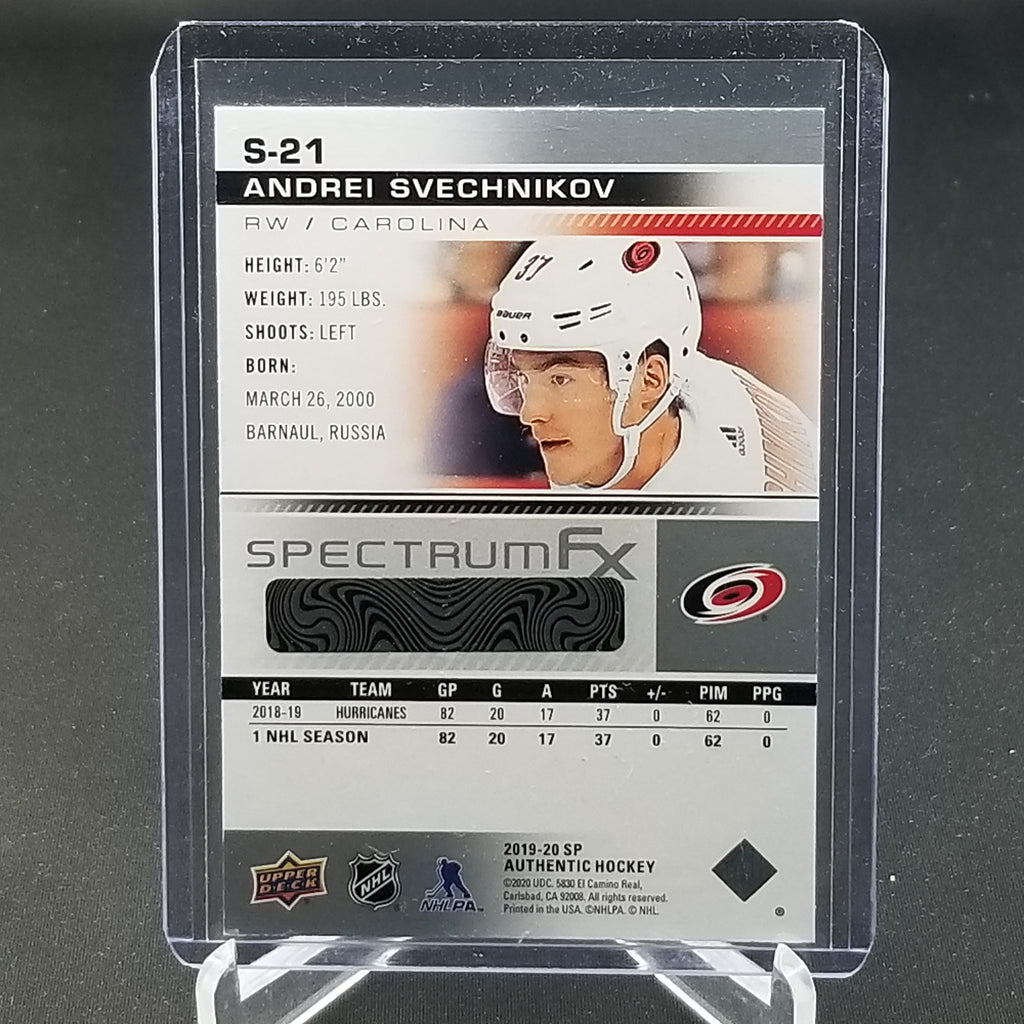 S-21
ANDREI SVECHNIKOV
RW / CAROLINA
HEIGHT: 6'2"
WEIGHT: 195 LBS.
SHOOTS: LEFT
BORN:
MARCH 26, 2000
BARNAUL, RUSSIA
37
BAUER
adidas
SPECTRUMFX
YEAR TEAM GP G A PTS +/- PIM PPG
2018-19 HURRICANES 82 20 17 37 0 62 0
1 NHL SEASON 82 20 17 37 0 62 0
UPPER
DECK
NHL
NHLPA
2019-20 SP
AUTHENTIC HOCKEY
©2020 UDC. 5830 El Camino Real,
Carlsbad, CA 92008. All rights reserved.
Printed in the USA. ©NHLPA. © NHL.
®